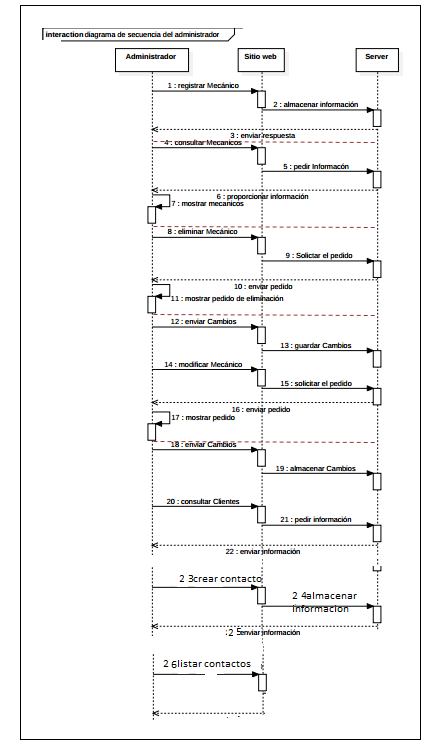 interaction diagrama de secuencia del administrador
Administrador
Sitio web
Server
1 : registrar Mecánico
2 : almacenar información
3 : enviar respuesta
4 : consultar Mecanicos
5 : pedir Informacón
6 : proporcionar información
7 : mostrar mecanicos
8 : eliminar Mecánico
9 : Solictar el pedido
10 : enviar pedido
11 : mostrar pedido de eliminación
12 : enviar Cambios
13 : guardar Cambios
14 : modificar Mecánico
15 : solicitar el pedido
16 : enviar pedido
17 : mostrar pedido
18 : enviar Cambios
19 : almacenar Cambios
20 : consultar Clientes
21 : pedir información
22 : enviar información
2 3crear contacto
2 4almacenar
informacion
:2 5enviar información
2 6listar contactos